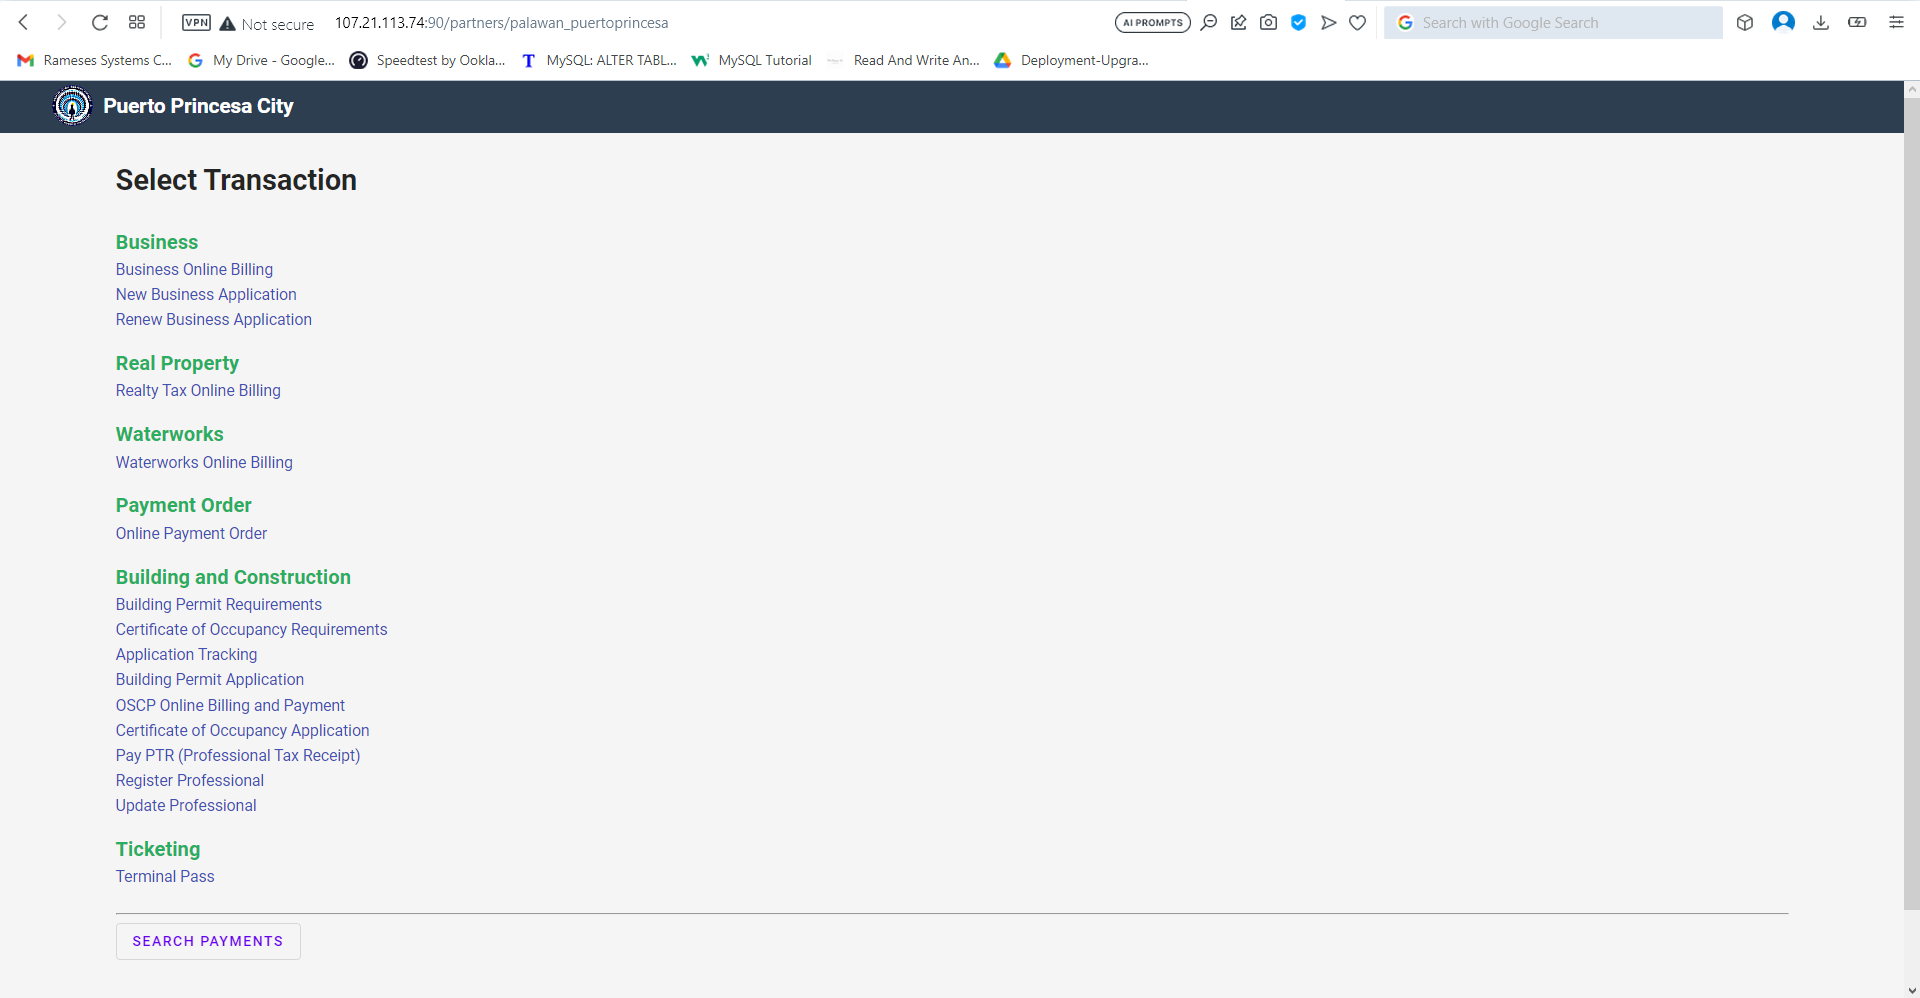 VPN Not secure 107.21.113.74:90/partners/palawan_puertoprincesa AI PROMPTS Search with Google Search
Rameses Systems C... My Drive - Google... Speedtest by Ookla... MySQL: ALTER TABL... MySQL Tutorial Read And Write An... Deployment-Upgra...
Puerto Princesa City
Select Transaction
Business
Business Online Billing
New Business Application
Renew Business Application
Real Property
Realty Tax Online Billing
Waterworks
Waterworks Online Billing
Payment Order
Online Payment Order
Building and Construction
Building Permit Requirements
Certificate of Occupancy Requirements
Application Tracking
Building Permit Application
OSCP Online Billing and Payment
Certificate of Occupancy Application
Pay PTR (Professional Tax Receipt)
Register Professional
Update Professional
Ticketing
Terminal Pass
SEARCH PAYMENTS